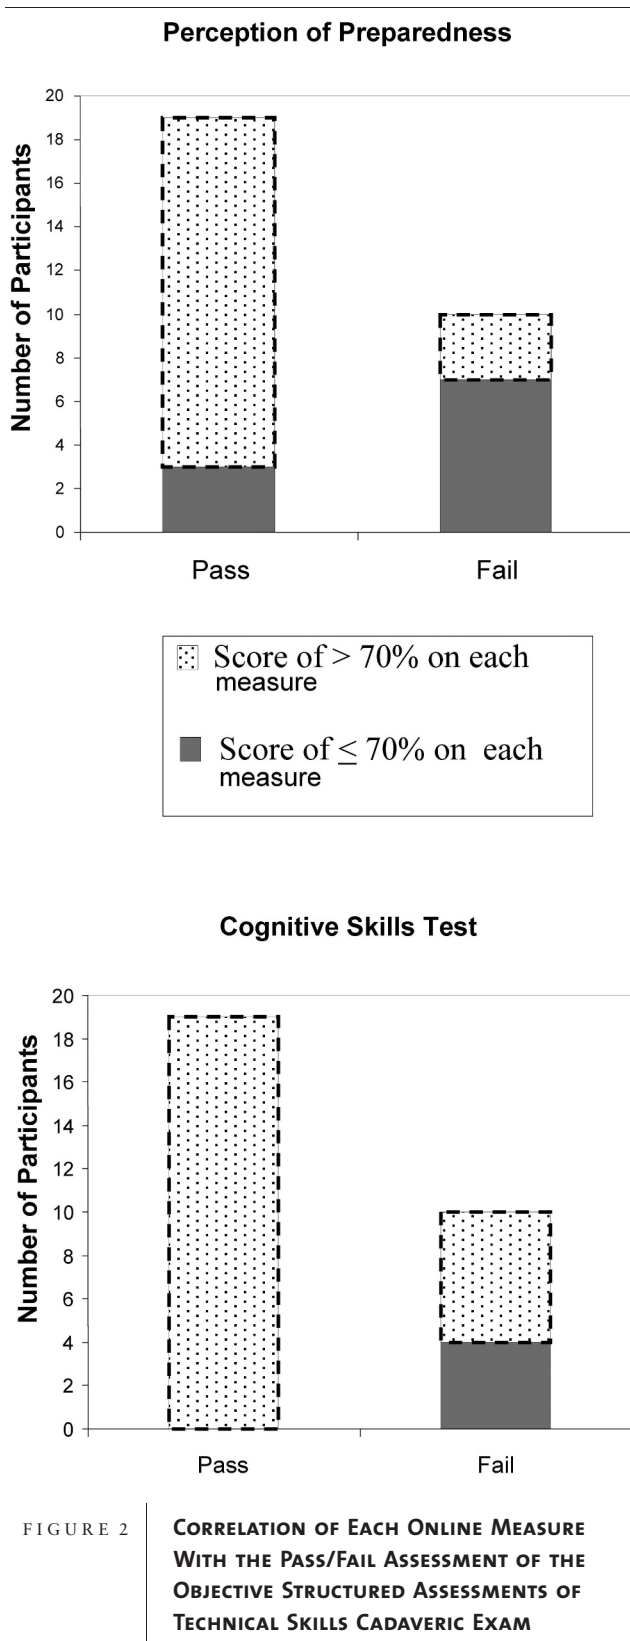 Perception of Preparedness
Number of Participants
20
18
16
14
12
10
8
6
4
2
0
Pass Fail
Score of > 70% on each
measure
Score of ≤ 70% on each
measure
Cognitive Skills Test
Number of Participants
20
18
16
14
12
10
8
6
4
2
0
Pass Fail
FIGURE 2
CORRELATION OF EACH ONLINE MEASURE
WITH THE PASS/FAIL ASSESSMENT OF THE
OBJECTIVE STRUCTURED ASSESSMENTS OF
TECHNICAL SKILLS CADAVERIC EXAM